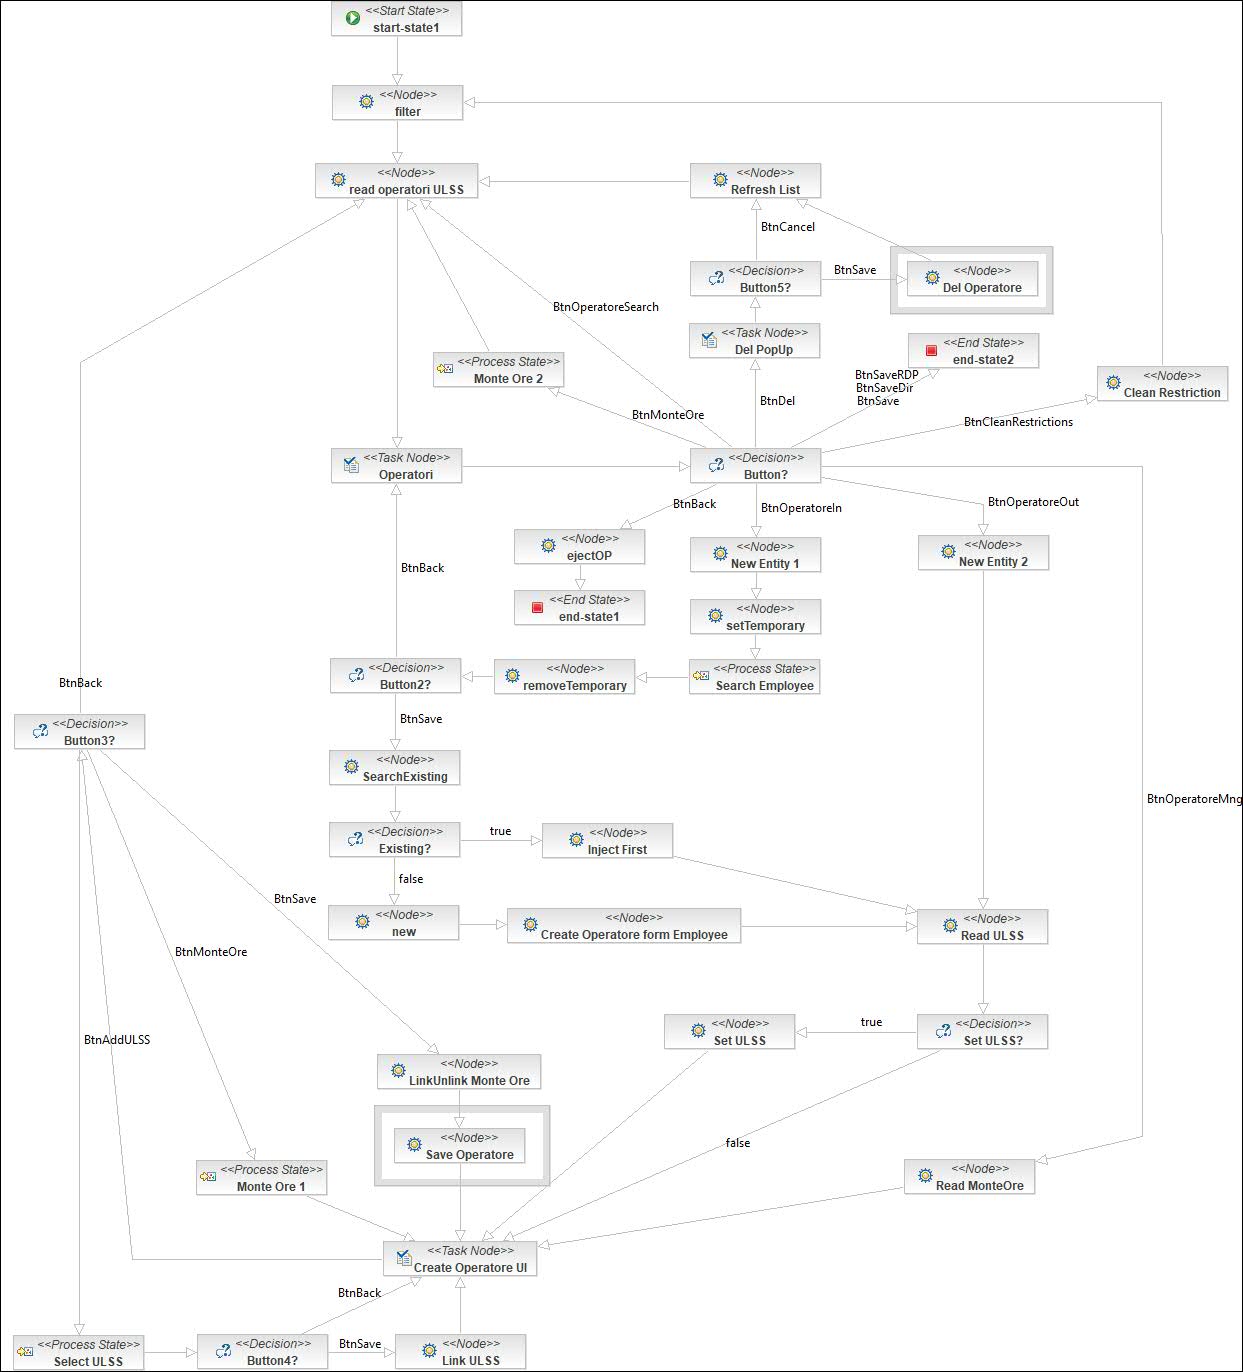 <<Start State>>
start-state1
<<Node>>
filter
<<Node>>
read operatori ULSS
<<Node>>
Refresh List
BtnCancel
<<Decision>>
Button5?
BtnSave
<<Node>>
Del Operatore
BtnOperatoreSearch
<<Task Node>>
Del PopUp
<<End State>>
end-state2
<<Process State>>
Monte Ore 2
BtnSaveRDP
BtnSaveDir
BtnSave
<<Node>>
Clean Restriction
BtnDel
BtnMonteOre
BtnCleanRestrictions
<<Task Node>>
Operatori
<<Decision>>
Button?
BtnBack
BtnOperatoreIn
BtnOperatoreOut
<<Node>>
ejectOP
<<Node>>
New Entity 1
<<Node>>
New Entity 2
BtnBack
<<End State>>
end-state1
<<Node>>
setTemporary
<<Decision>>
Button2?
<<Node>>
removeTemporary
<<Process State>>
Search Employee
BtnBack
BtnSave
<<Decision>>
Button3?
<<Node>>
SearchExisting
BtnOperatoreMng
<<Decision>>
Existing?
true
<<Node>>
Inject First
false
BtnSave
<<Node>>
new
<<Node>>
Create Operatore form Employee
<<Node>>
Read ULSS
BtnMonteOre
<<Node>>
Set ULSS
true
<<Decision>>
Set ULSS?
BtnAddULSS
<<Node>>
LinkUnlink Monte Ore
<<Node>>
Save Operatore
false
<<Process State>>
Monte Ore 1
<<Node>>
Read MonteOre
<<Task Node>>
Create Operatore UI
BtnBack
<<Process State>>
Select ULSS
<<Decision>>
Button4?
BtnSave
<<Node>>
Link ULSS